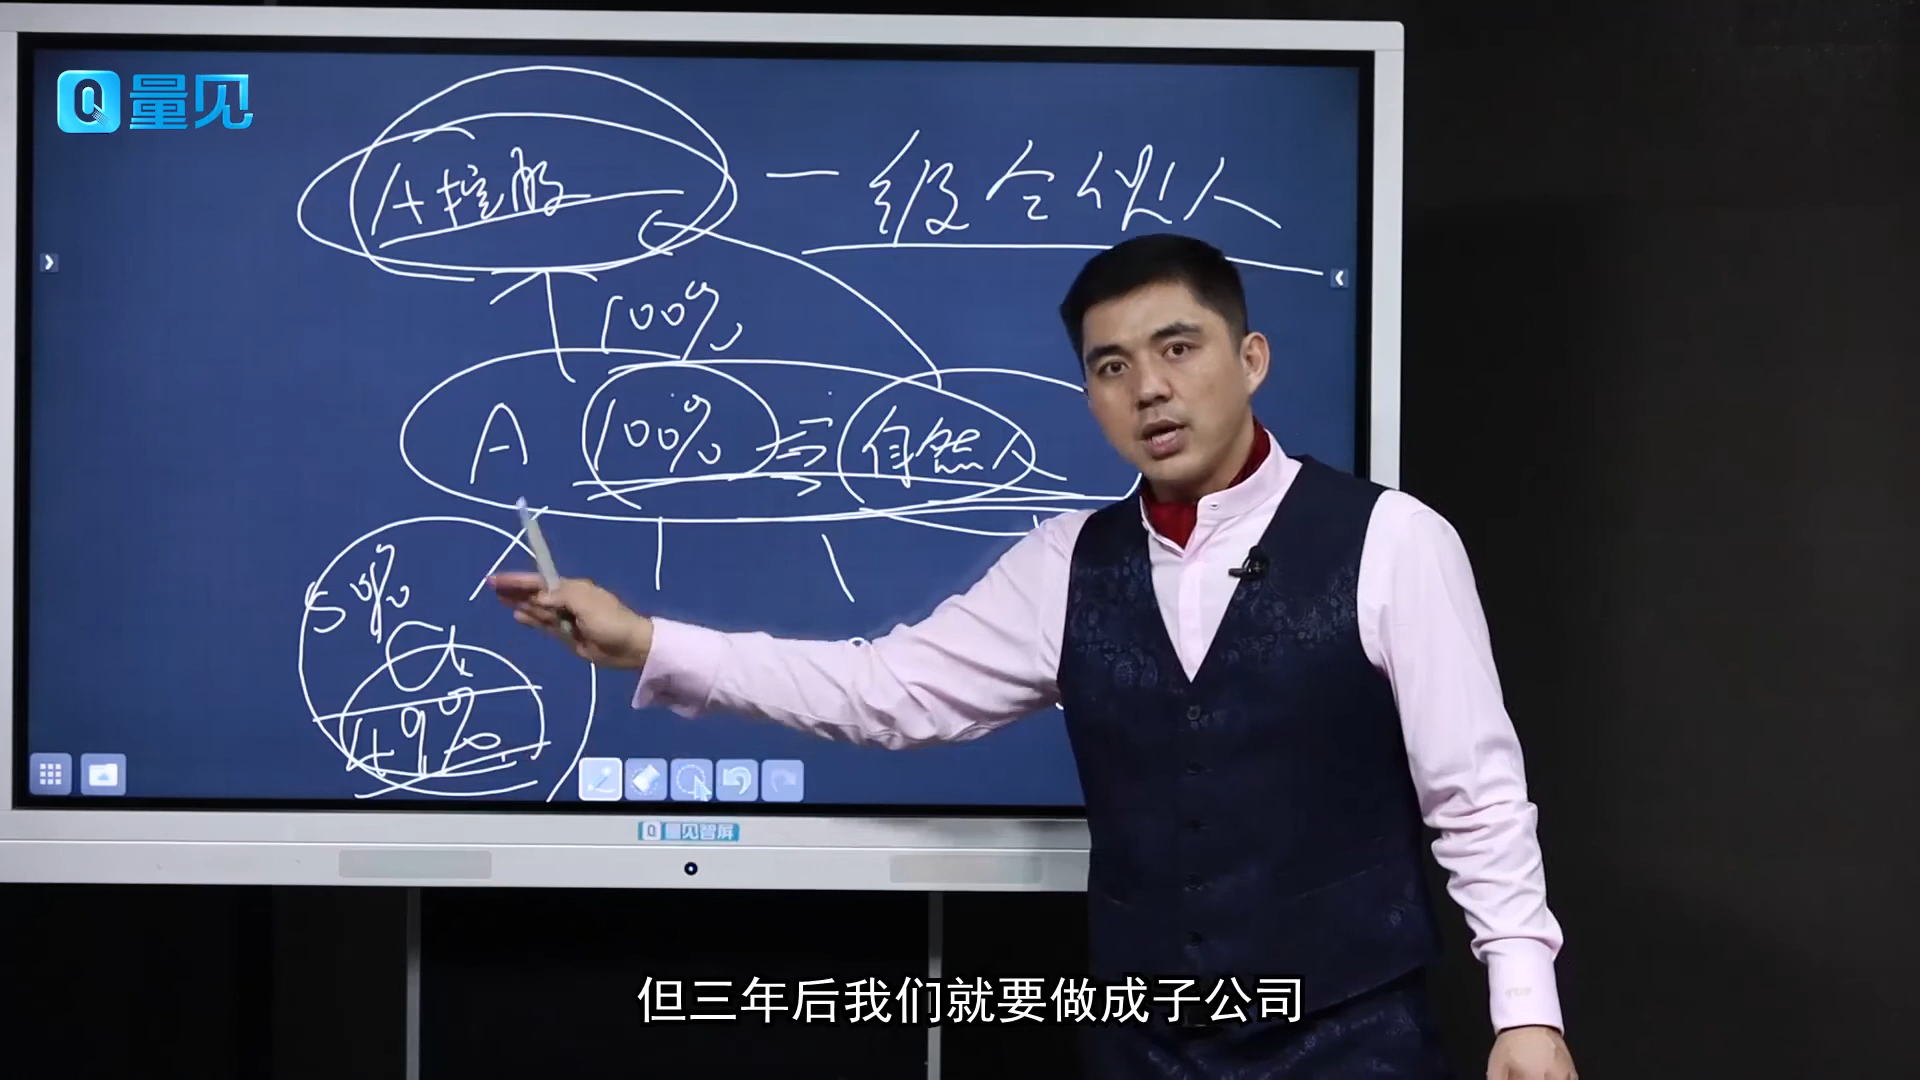 量见
A控股
一级合伙人
100%
A 100% 自然人
51%
49%
量见智屏
但三年后我们就要做成子公司